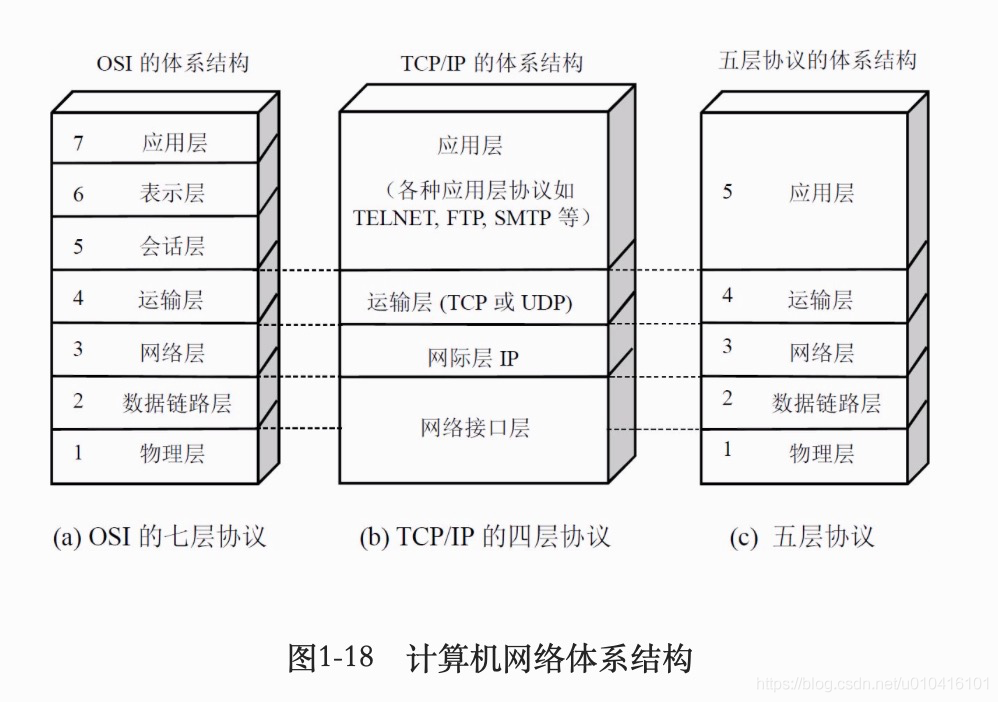 OSI 的体系结构
7 应用层
6 表示层
5 会话层
4 运输层
3 网络层
2 数据链路层
1 物理层
(a) OSI 的七层协议
TCP/IP 的体系结构
应用层
（各种应用层协议如
TELNET, FTP, SMTP 等）
运输层 (TCP 或 UDP)
网际层 IP
网络接口层
(b) TCP/IP 的四层协议
五层协议的体系结构
5 应用层
4 运输层
3 网络层
2 数据链路层
1 物理层
(c) 五层协议
图1-18 计算机网络体系结构
https://blog.csdn.net/u010416101